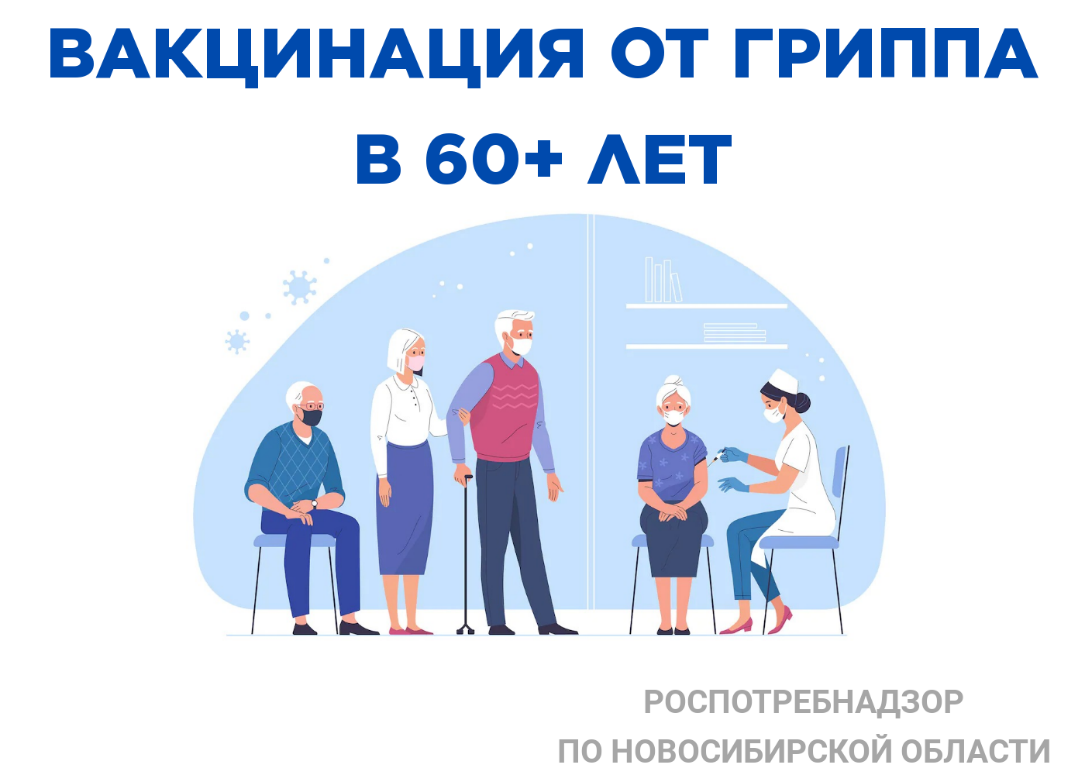 ВАКЦИНАЦИЯ ОТ ГРИППА
В 60+ ЛЕТ
РОСПОТРЕБНАДЗОР
ПО НОВОСИБИРСКОЙ ОБЛАСТИ